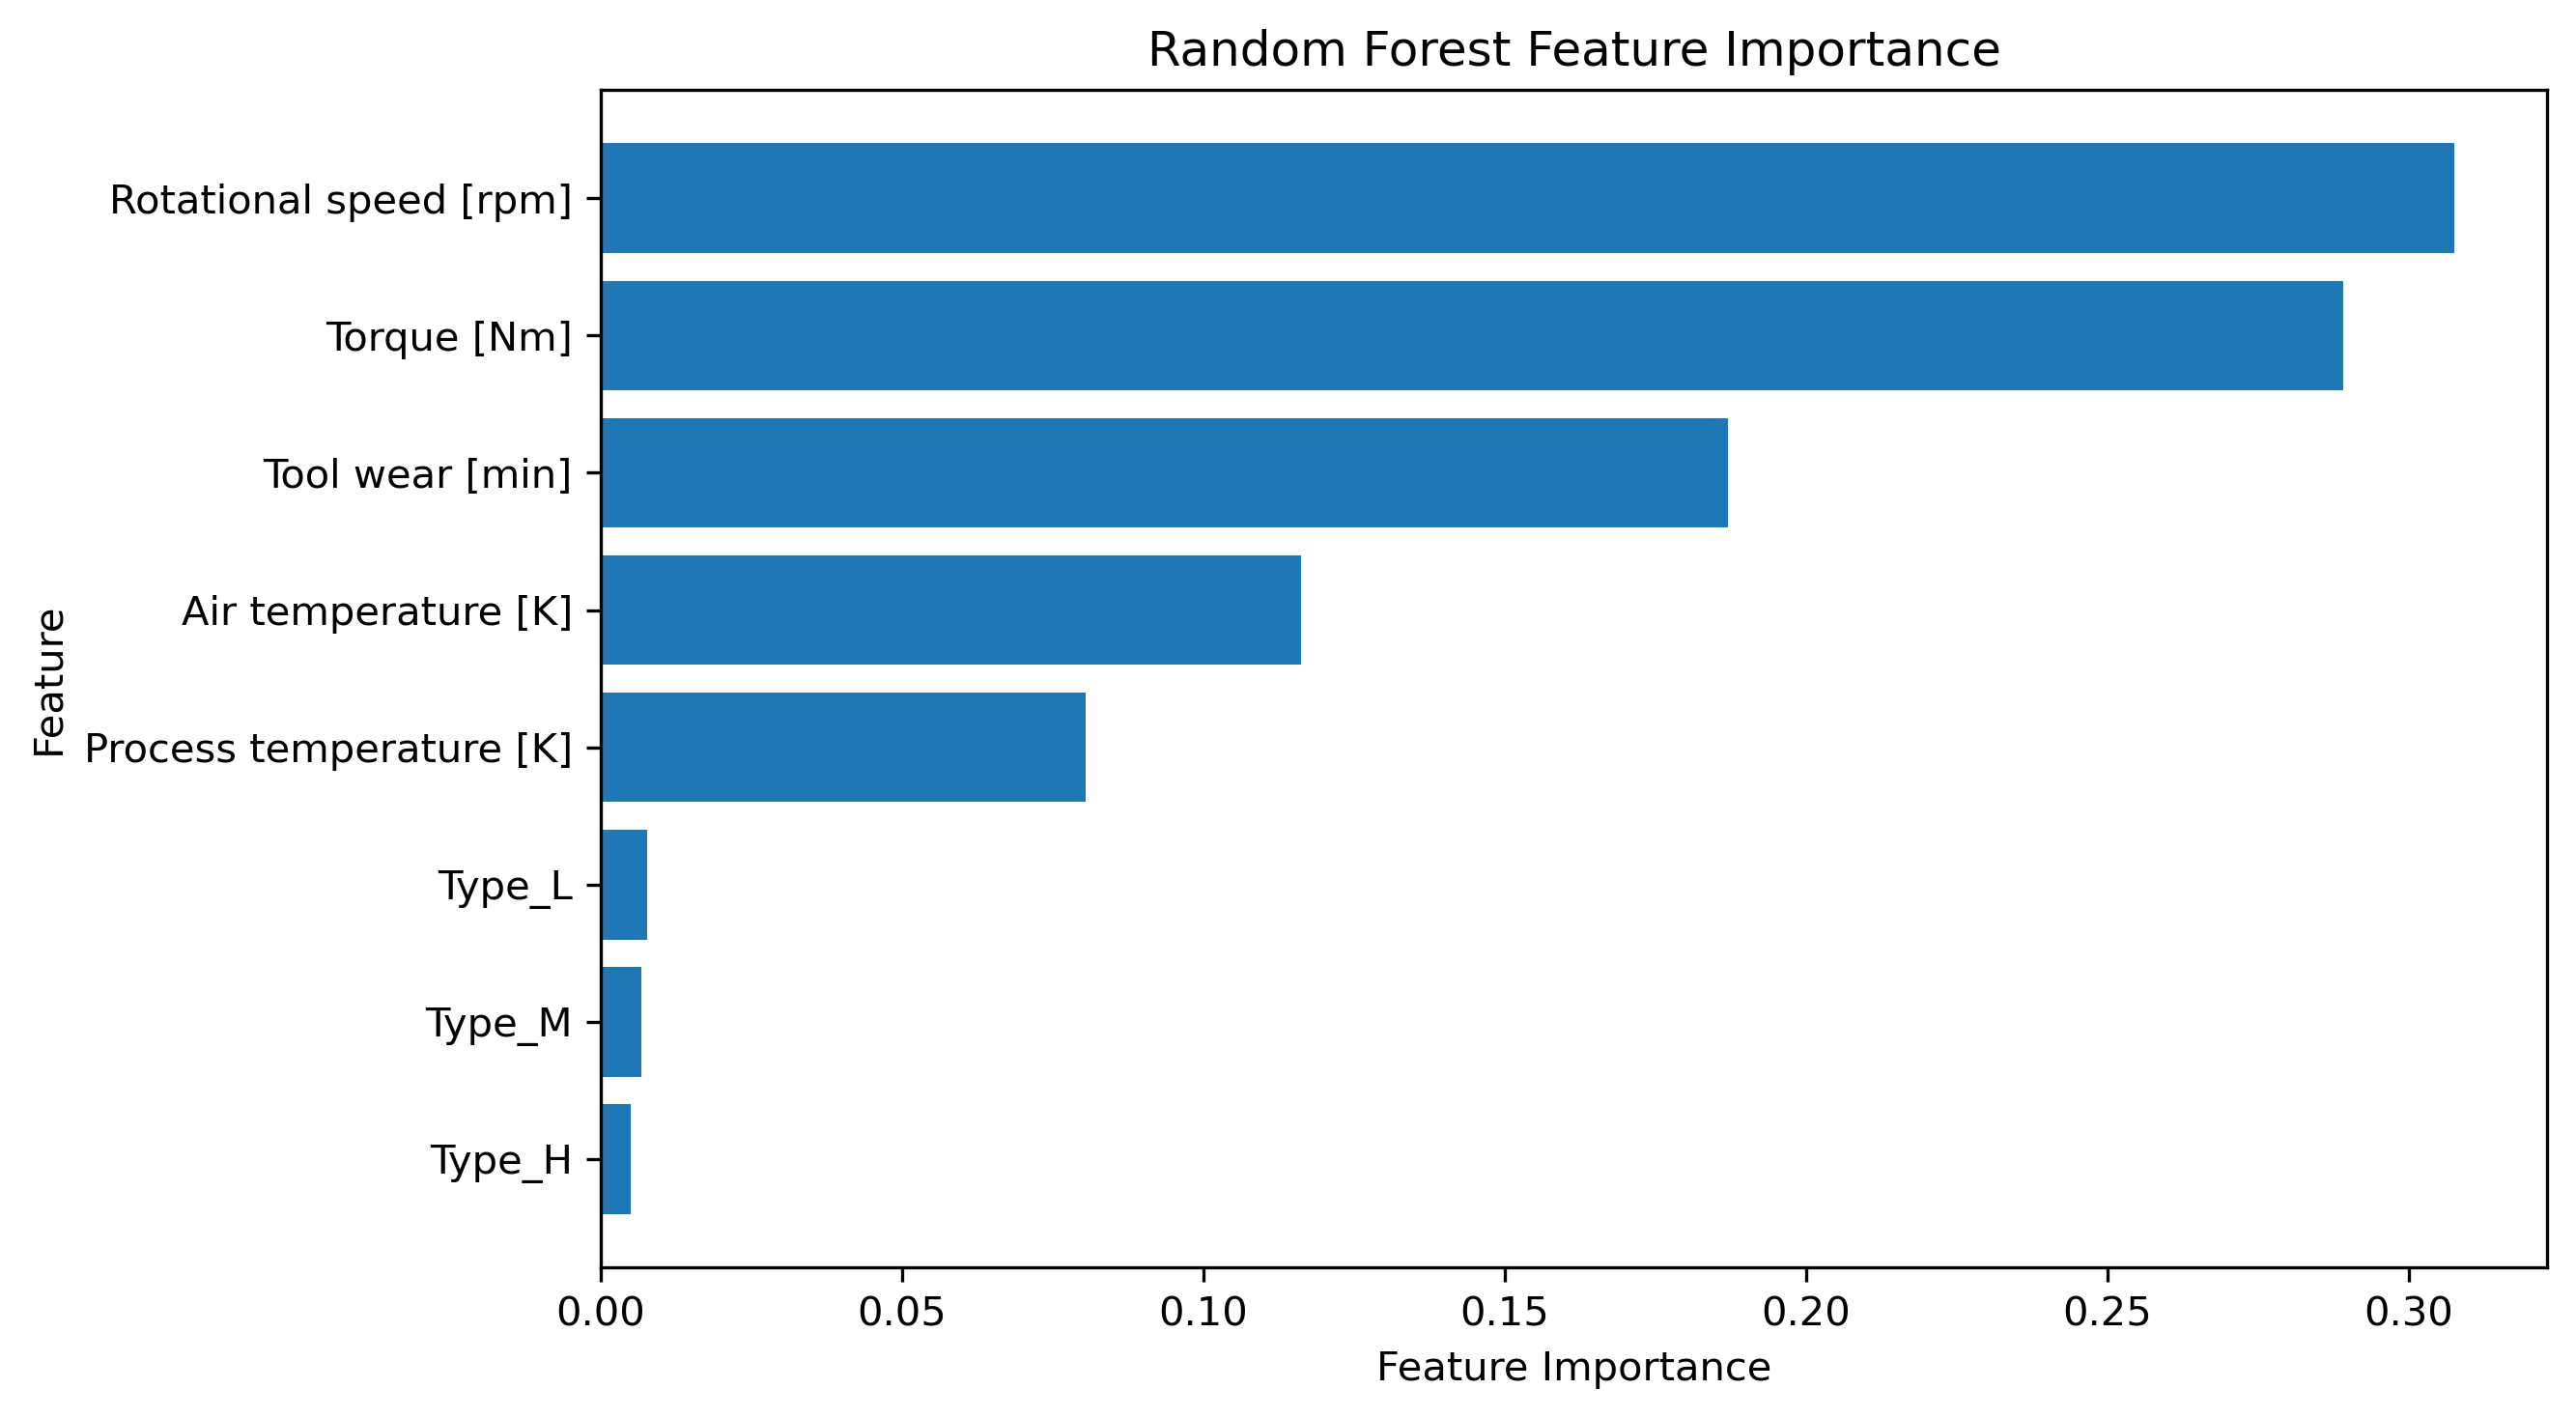 Random Forest Feature Importance
Rotational speed [rpm]
Torque [Nm]
Tool wear [min]
Air temperature [K]
Process temperature [K]
Type_L
Type_M
Type_H
Feature
0.00 0.05 0.10 0.15 0.20 0.25 0.30
Feature Importance